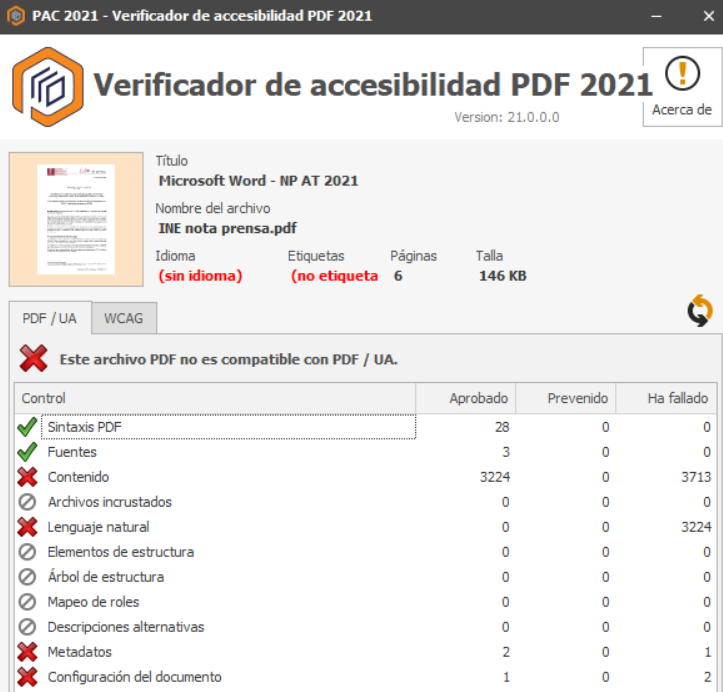 PAC 2021 - Verificador de accesibilidad PDF 2021
Verificador de accesibilidad PDF 2021
Version: 21.0.0.0
Acerca de
Título
Microsoft Word - NP AT 2021
Nombre del archivo
INE nota prensa.pdf
Idioma Etiquetas Páginas Talla
(sin idioma) (no etiqueta 6 146 KB
PDF / UA WCAG
Este archivo PDF no es compatible con PDF / UA.
Control Aprobado Prevenido Ha fallado
Sintaxis PDF 28 0 0
Fuentes 3 0 0
Contenido 3224 0 3713
Archivos incrustados 0 0 0
Lenguaje natural 0 0 3224
Elementos de estructura 0 0 0
Árbol de estructura 0 0 0
Mapeo de roles 0 0 0
Descripciones alternativas 0 0 0
Metadatos 2 0 1
Configuración del documento 1 0 2